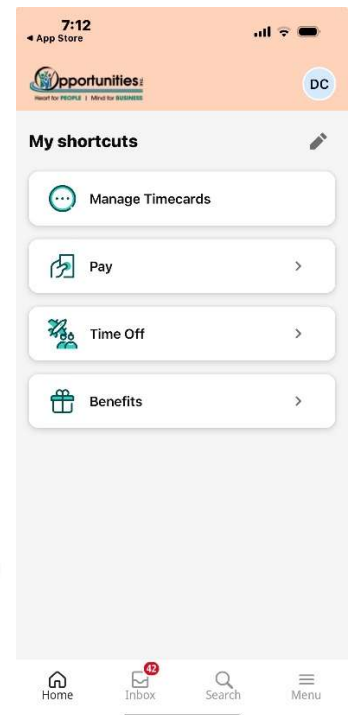 7:12
◀ App Store
Opportunities Inc
Heart for PEOPLE | Mind for BUSINESS
DC
My shortcuts
Manage Timecards
Pay
Time Off
Benefits
42
Home Inbox Search Menu